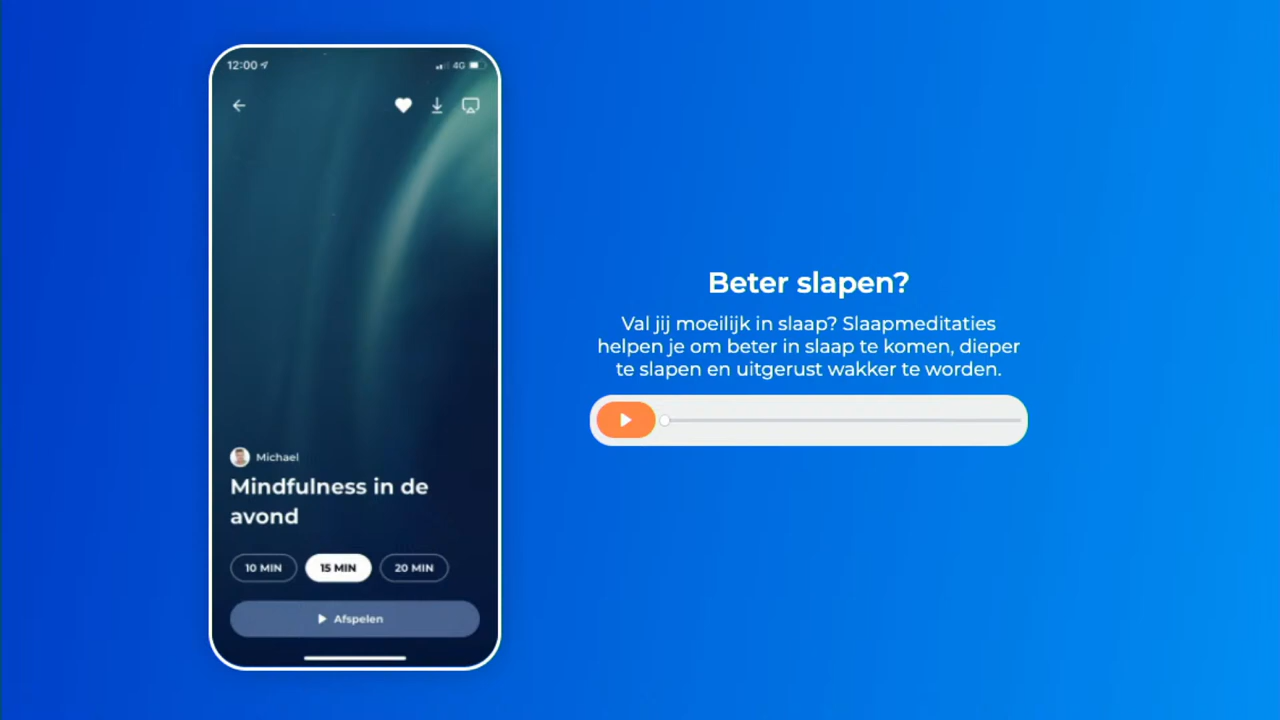 12:00
4G
Michael
Mindfulness in de
avond
10 MIN
15 MIN
20 MIN
Afspelen
Beter slapen?
Val jij moeilijk in slaap? Slaapmeditaties
helpen je om beter in slaap te komen, dieper
te slapen en uitgerust wakker te worden.